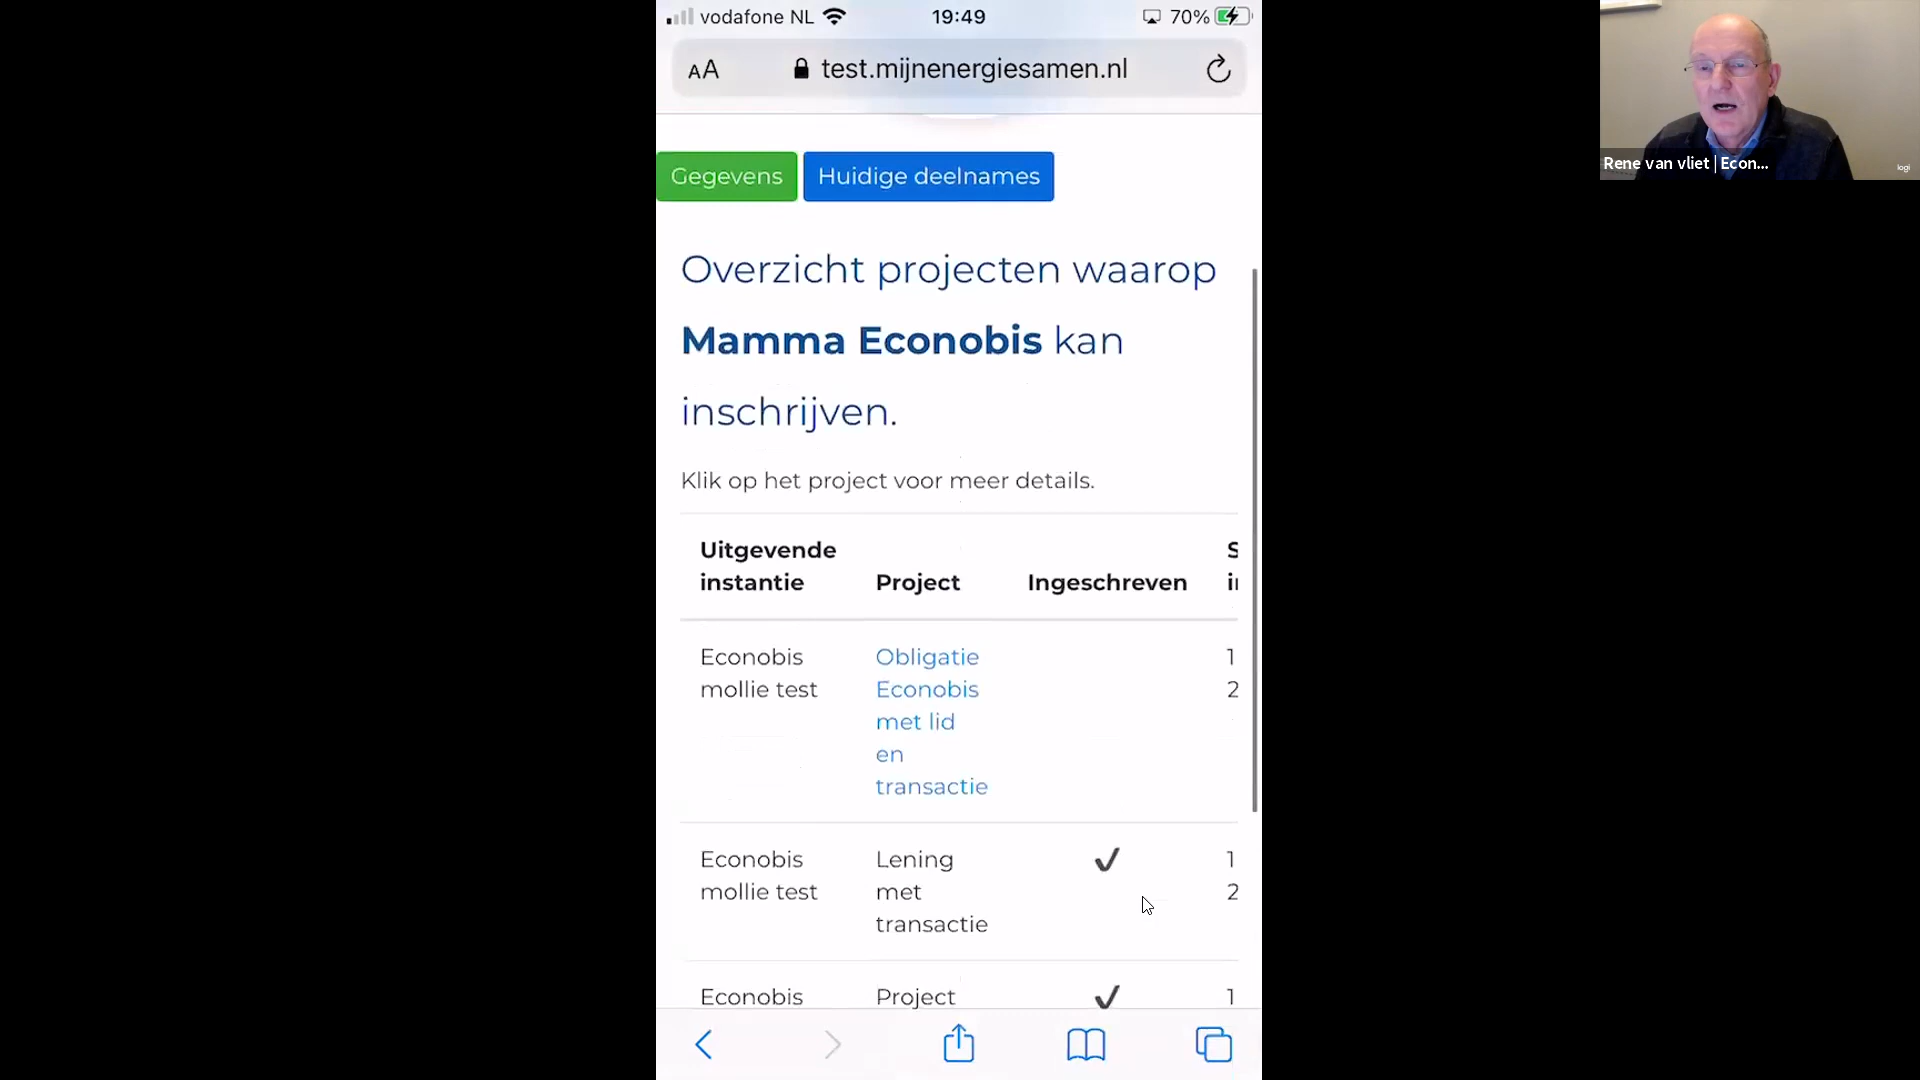 vodafone NL
19:49
70%
AA
test.mijnenergiesamen.nl
Rene van vliet | Econ...
logi
Gegevens
Huidige deelnames
Overzicht projecten waarop
Mamma Econobis kan
inschrijven.
Klik op het project voor meer details.
Uitgevende
instantie
Project
Ingeschreven
S
Econobis
mollie test
Obligatie
Econobis
met lid
en
transactie
1
2
Econobis
mollie test
Lening
met
transactie
✓
1
2
Econobis
Project
✓
1